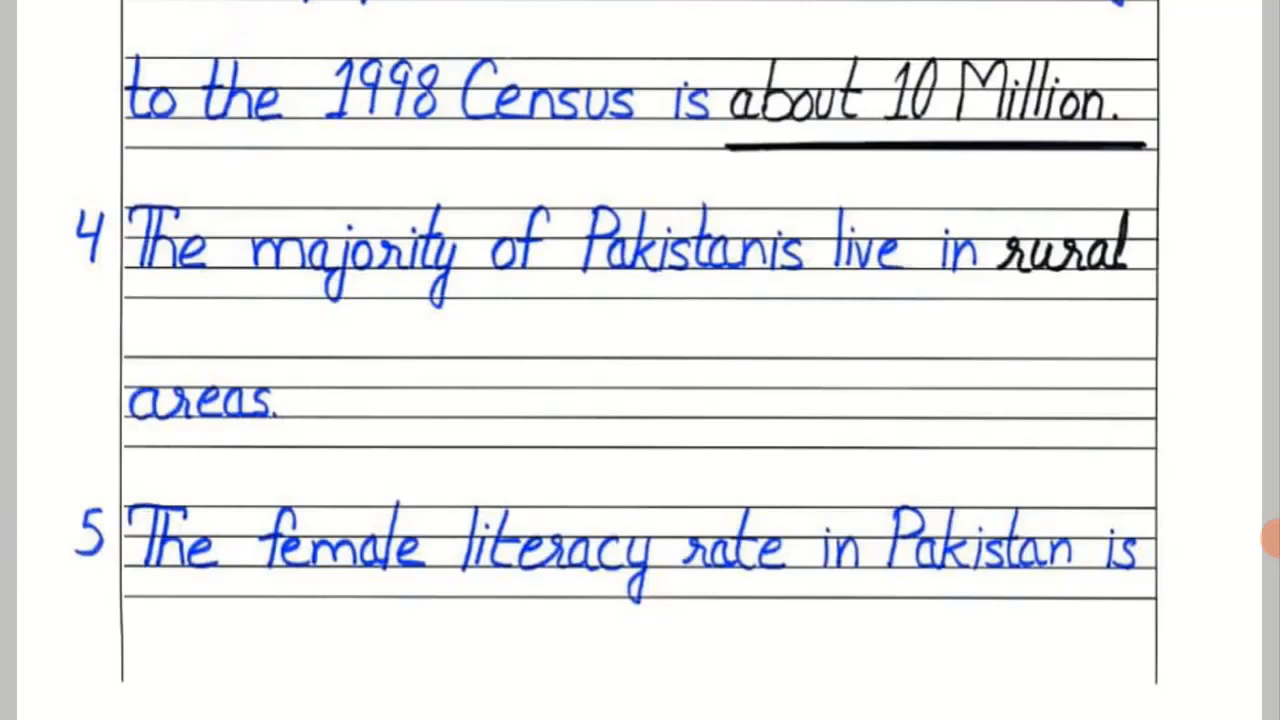 to the 1998 Census is about 10 Million.
4 The majority of Pakistanis live in rural
areas.
5 The female literacy rate in Pakistan is